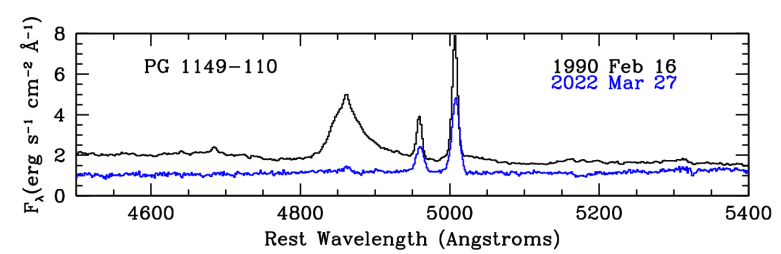 8
PG 1149−110
1990 Feb 16
2022 Mar 27
6
4
2
0
F_λ(erg s⁻¹ cm⁻² Å⁻¹)
4600 4800 5000 5200 5400
Rest Wavelength (Angstroms)